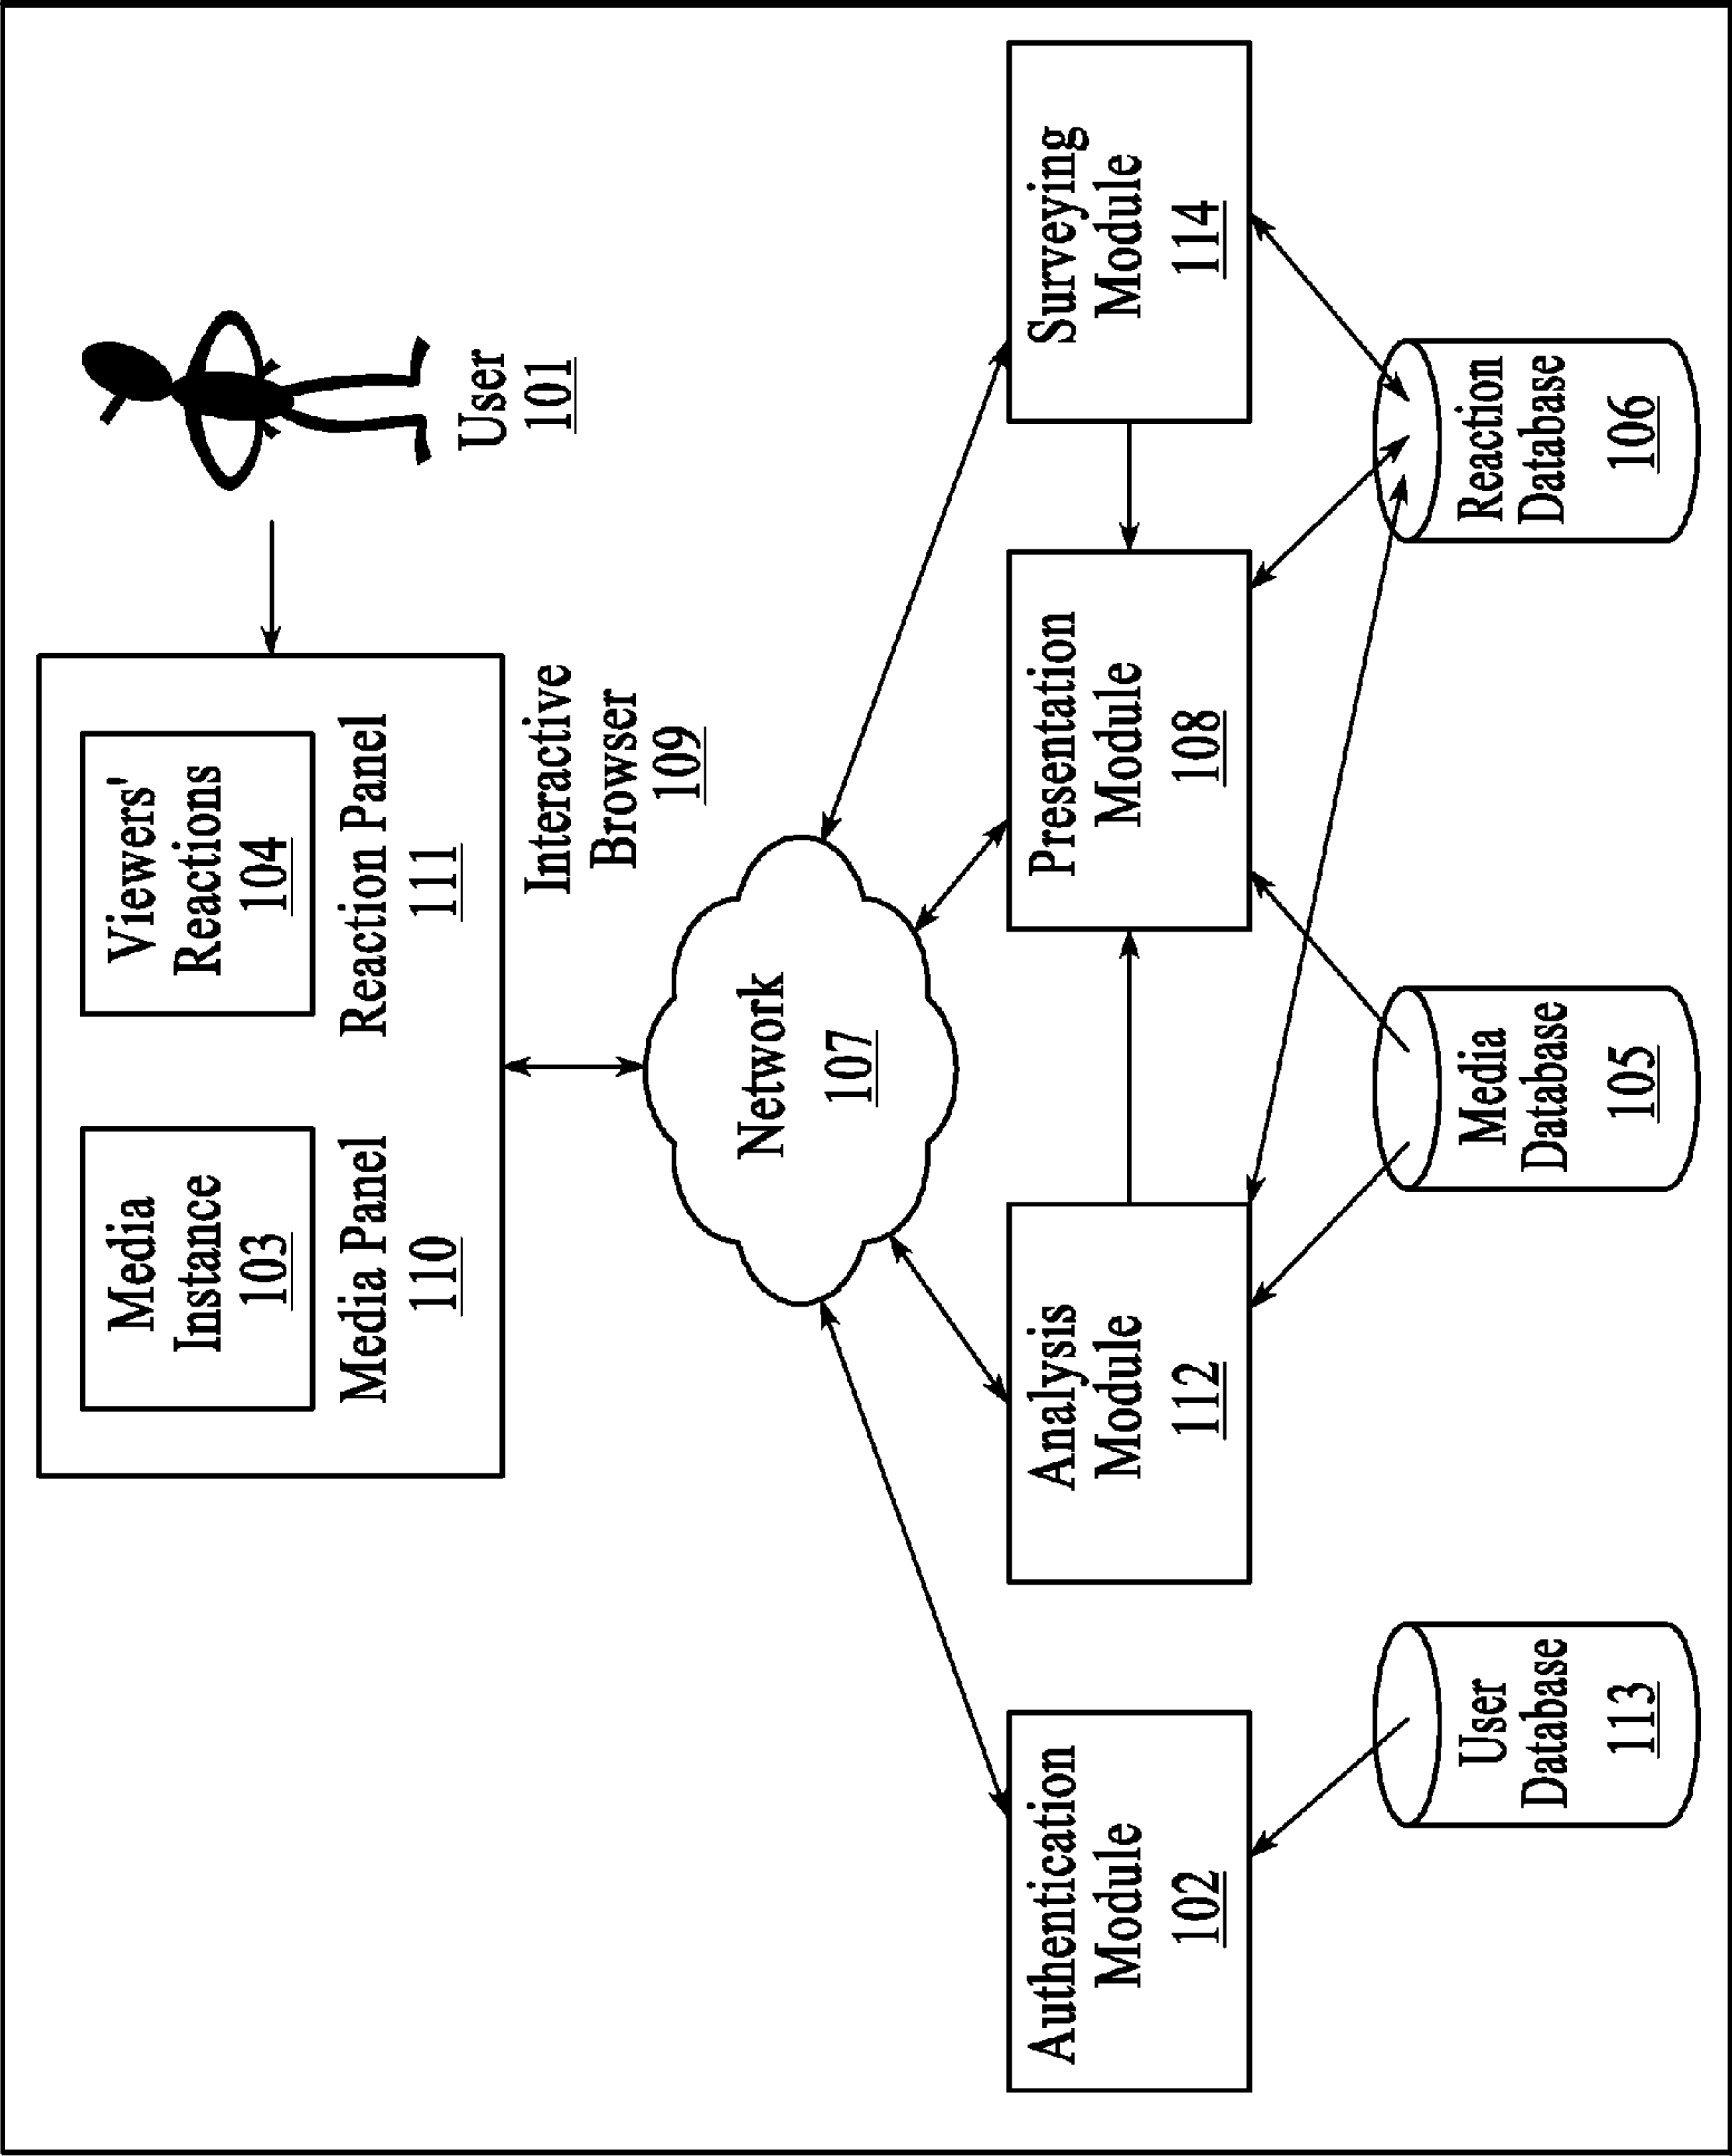 Media
Instance
103
Media Panel
110
Viewers'
Reactions
104
Reaction Panel
111
Interactive
Browser
109
User
101
Network
107
Authentication
Module
102
Analysis
Module
112
Presentation
Module
108
Surveying
Module
114
User
Database
113
Media
Database
105
Reaction
Database
106